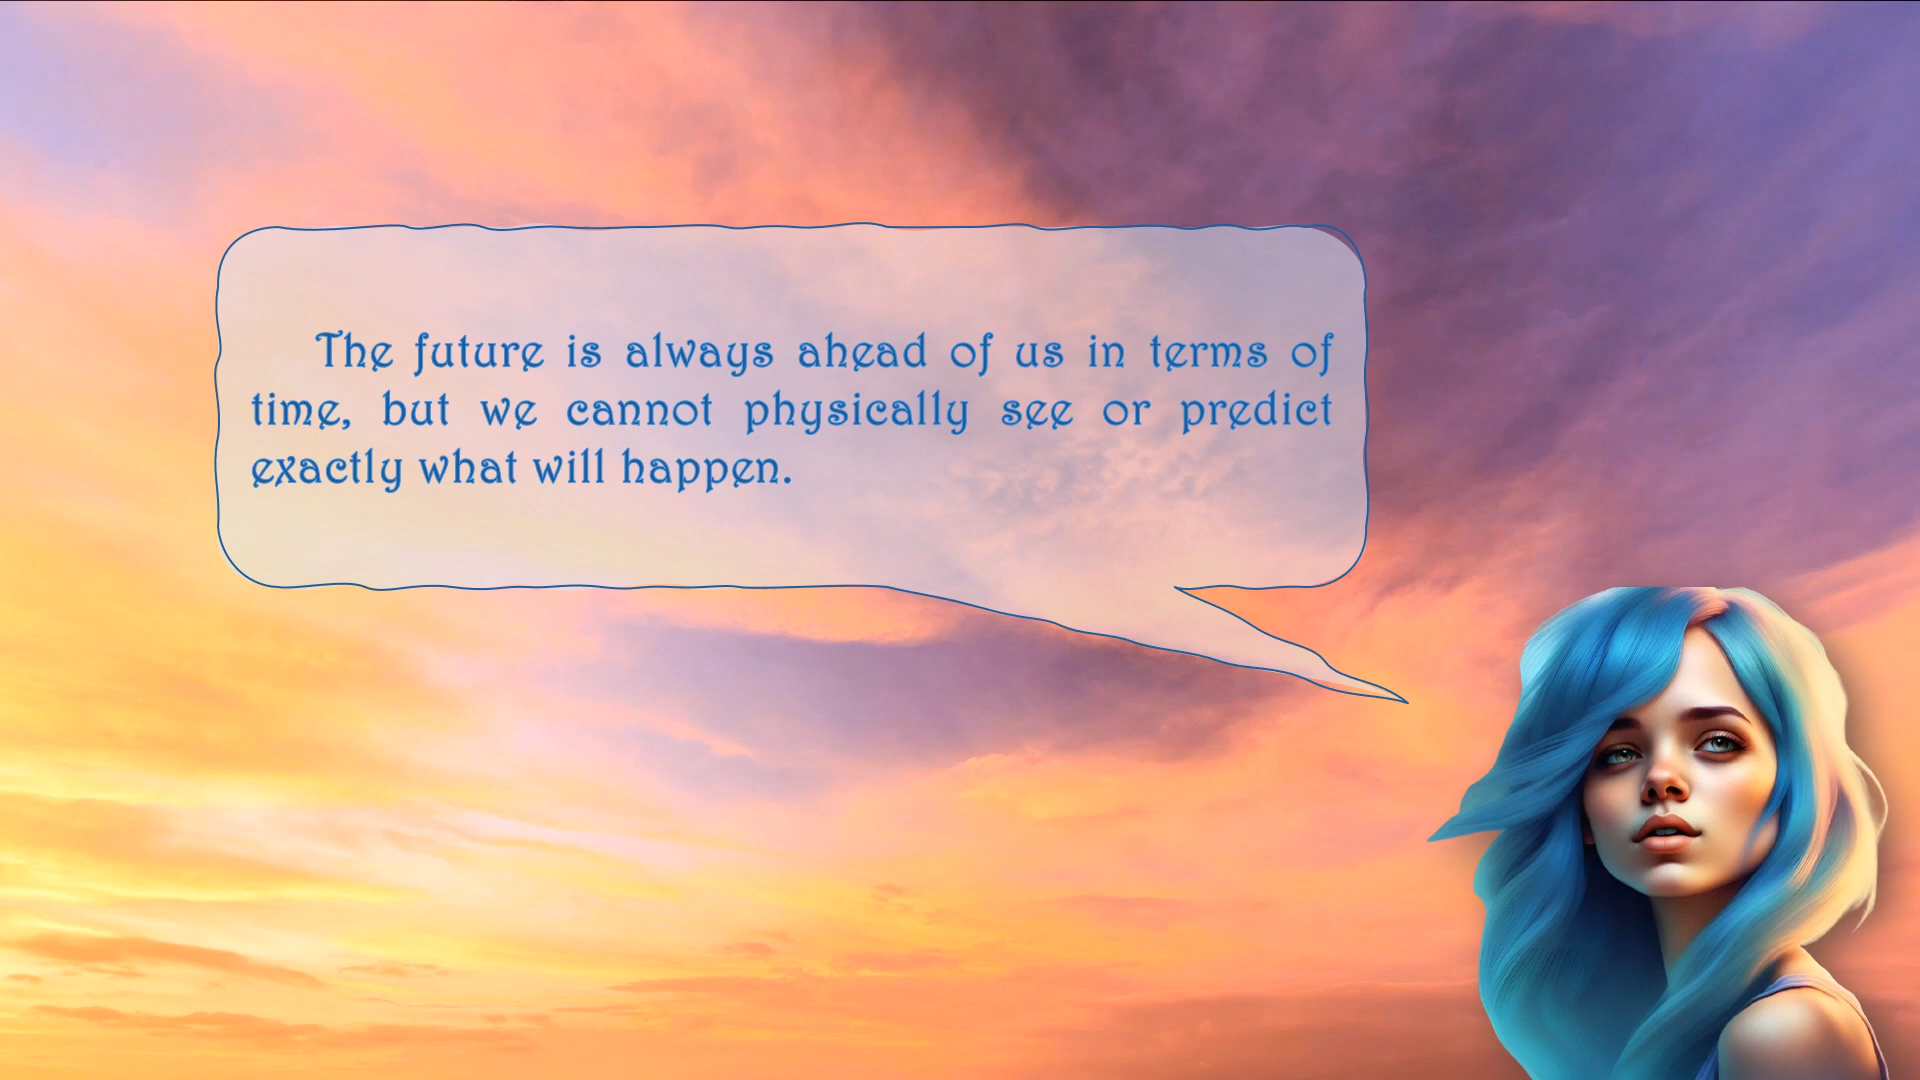 The future is always ahead of us in terms of
time, but we cannot physically see or predict
exactly what will happen.